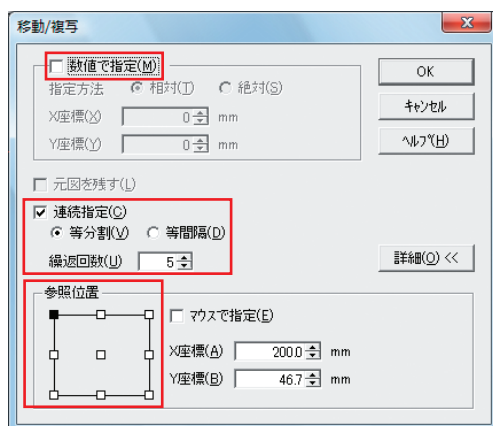 移動/複写
X
数値で指定(M)
OK
指定方法 相対(T) 絶対(S)
キャンセル
X座標(X) 0 mm
Y座標(Y) 0 mm
ヘルプ(H)
元図を残す(L)
連続指定(C)
等分割(V) 等間隔(D)
繰返回数(U) 5
詳細(O) <<
参照位置
マウスで指定(E)
X座標(A) 200.0 mm
Y座標(B) 46.7 mm